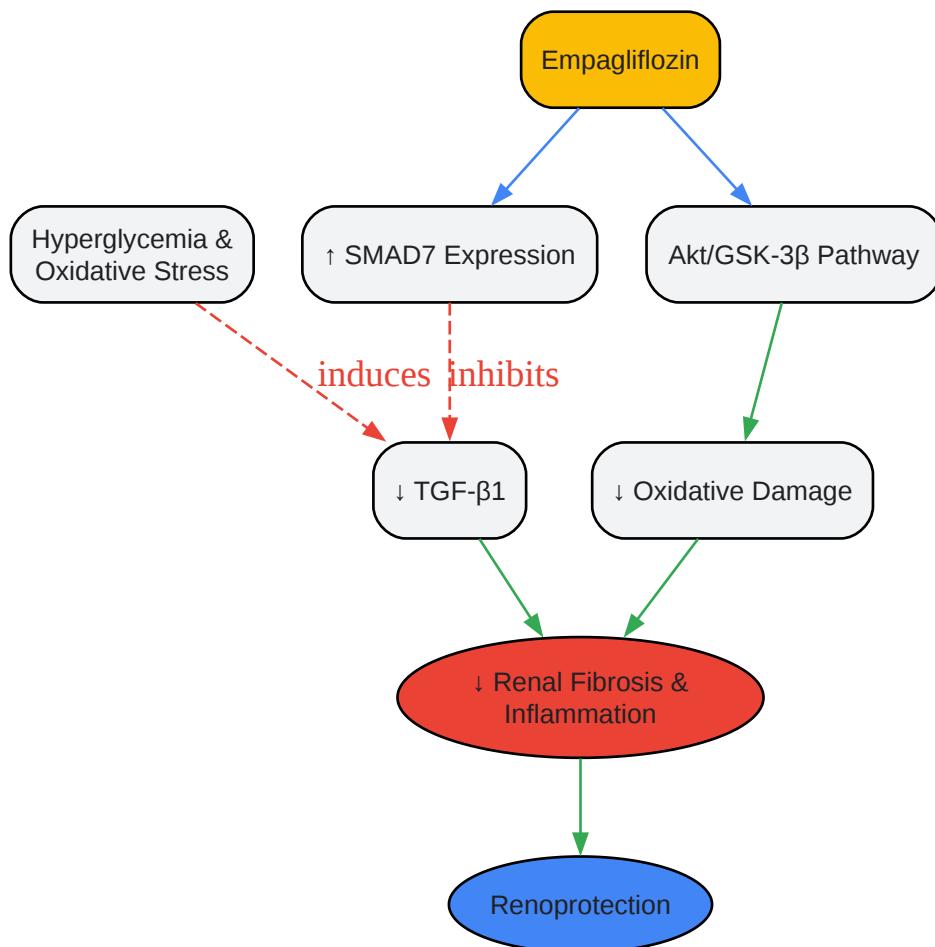 Empagliflozin
Hyperglycemia &
Oxidative Stress
↑ SMAD7 Expression
Akt/GSK-3β Pathway
induces
inhibits
↓ TGF-β1
↓ Oxidative Damage
↓ Renal Fibrosis &
Inflammation
Renoprotection